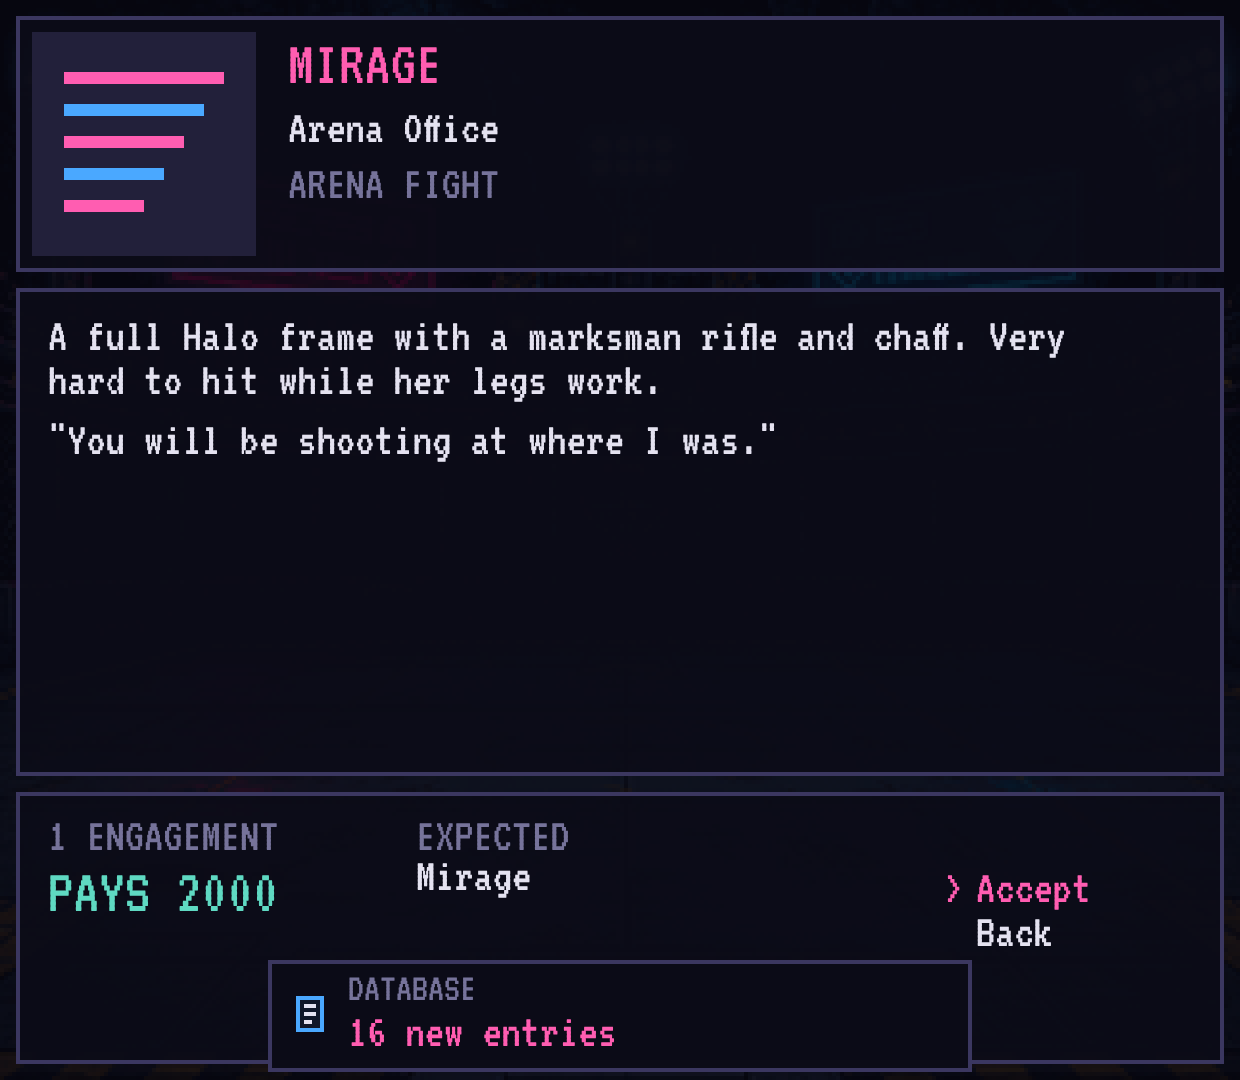 MIRAGE
Arena Office
ARENA FIGHT
A full Halo frame with a marksman rifle and chaff. Very
hard to hit while her legs work.
"You will be shooting at where I was."
1 ENGAGEMENT
PAYS 2000
EXPECTED
Mirage
> Accept
Back
DATABASE
16 new entries